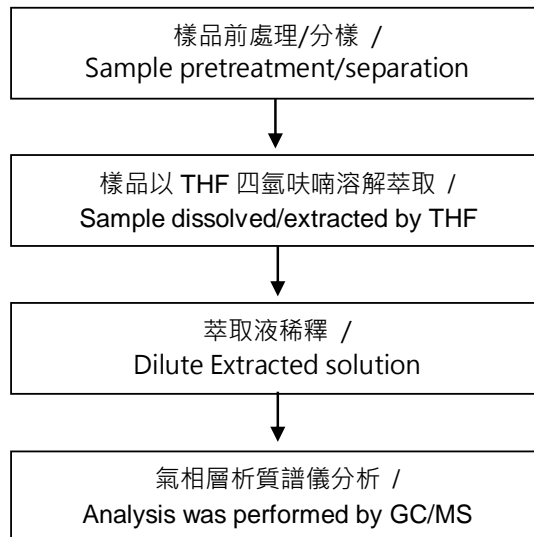 樣品前處理/分樣 /
Sample pretreatment/separation
樣品以 THF 四氫呋喃溶解萃取 /
Sample dissolved/extracted by THF
萃取液稀釋 /
Dilute Extracted solution
氣相層析質譜儀分析 /
Analysis was performed by GC/MS